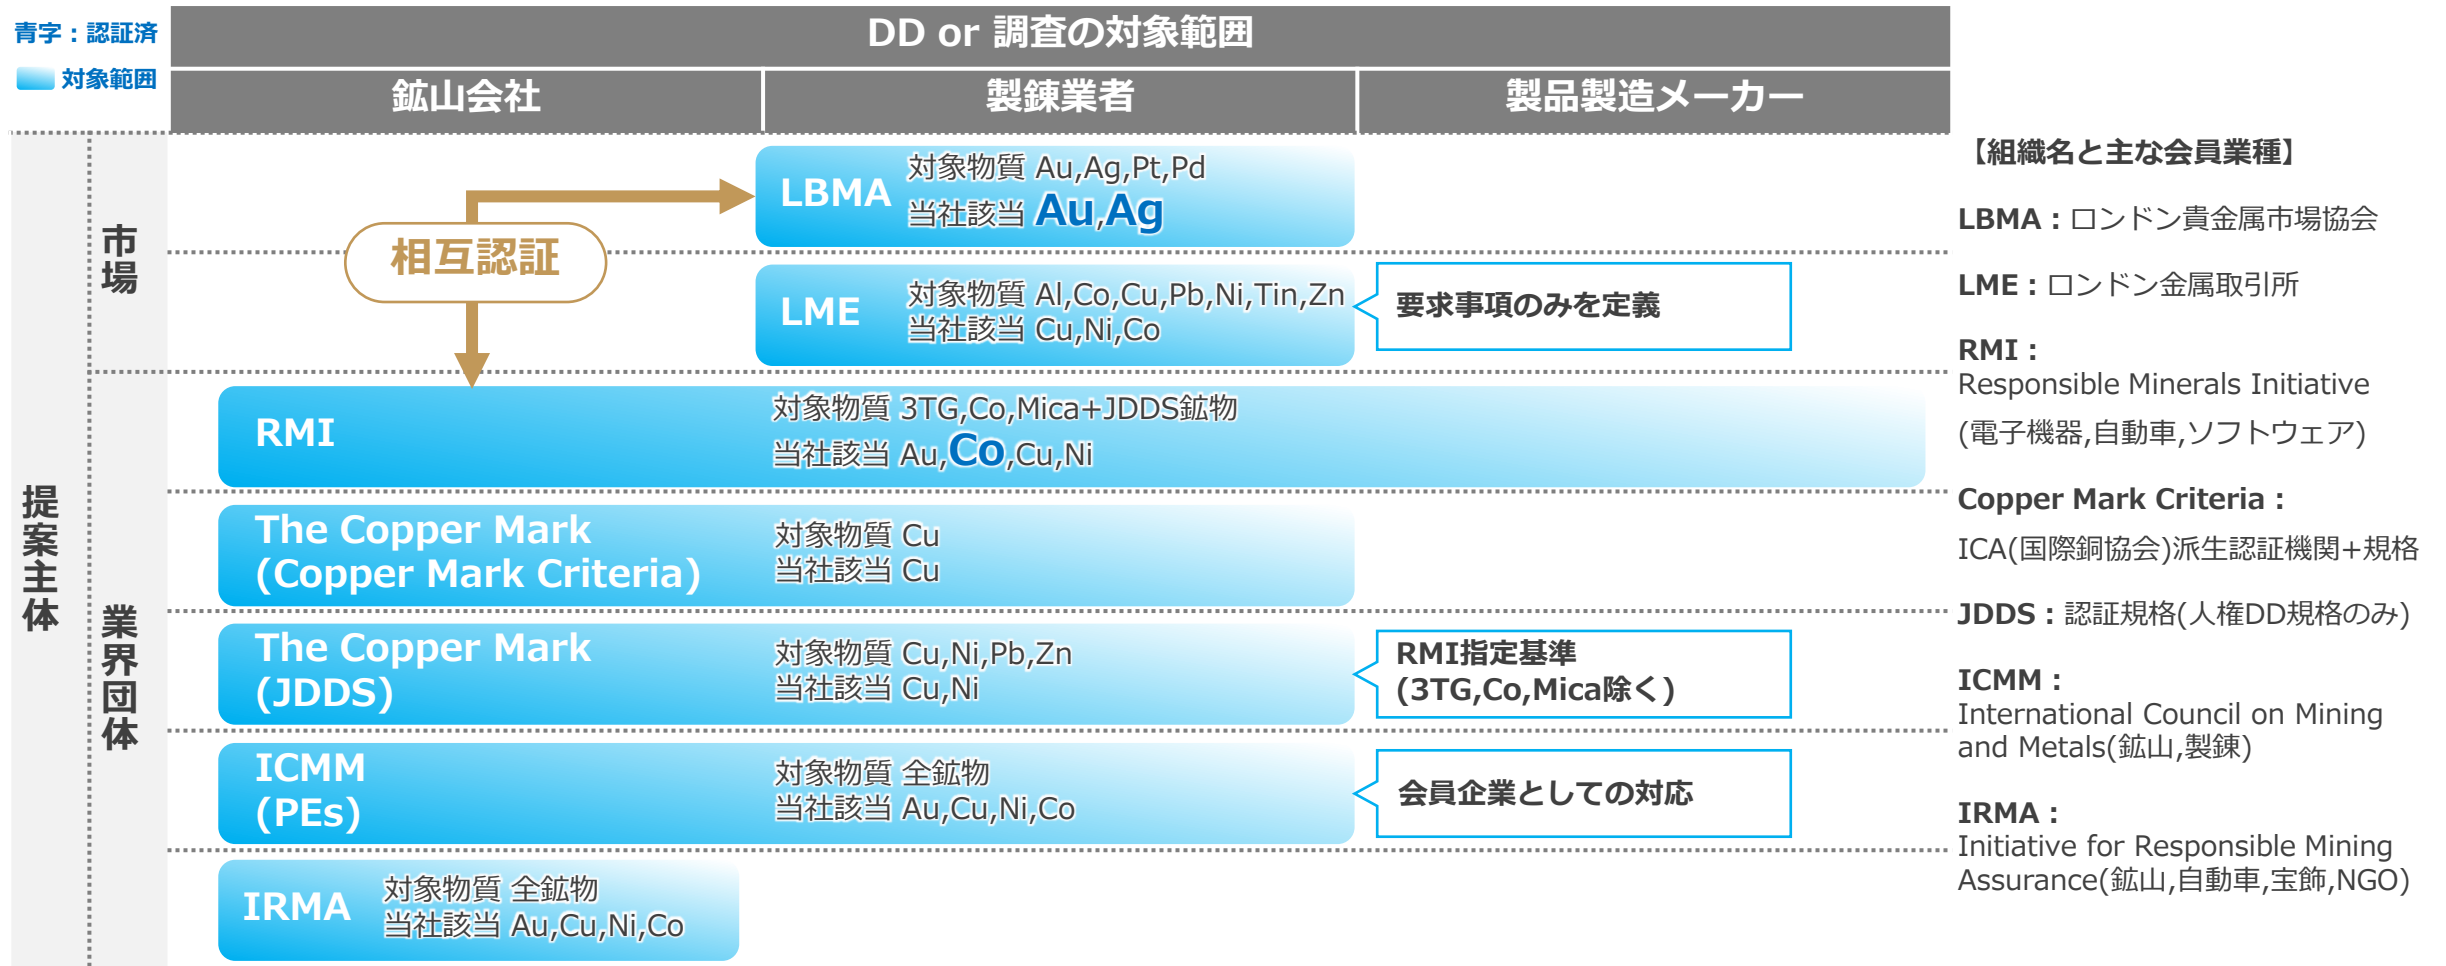 青字：認証済
対象範囲
DD or 調査の対象範囲
鉱山会社
製錬業者
製品製造メーカー
提案主体
市場
業界団体
相互認証
LBMA
対象物質 Au,Ag,Pt,Pd
当社該当 Au,Ag
LME
対象物質 Al,Co,Cu,Pb,Ni,Tin,Zn
当社該当 Cu,Ni,Co
要求事項のみを定義
RMI
対象物質 3TG,Co,Mica+JDDS鉱物
当社該当 Au,Co,Cu,Ni
The Copper Mark
(Copper Mark Criteria)
対象物質 Cu
当社該当 Cu
The Copper Mark
(JDDS)
対象物質 Cu,Ni,Pb,Zn
当社該当 Cu,Ni
RMI指定基準
(3TG,Co,Mica除く)
ICMM
(PEs)
対象物質 全鉱物
当社該当 Au,Cu,Ni,Co
会員企業としての対応
IRMA
対象物質 全鉱物
当社該当 Au,Cu,Ni,Co
【組織名と主な会員業種】
LBMA：ロンドン貴金属市場協会
LME：ロンドン金属取引所
RMI：
Responsible Minerals Initiative
(電子機器,自動車,ソフトウェア)
Copper Mark Criteria：
ICA(国際銅協会)派生認証機関+規格
JDDS：認証規格(人権DD規格のみ)
ICMM：
International Council on Mining
and Metals(鉱山,製錬)
IRMA：
Initiative for Responsible Mining
Assurance(鉱山,自動車,宝飾,NGO)